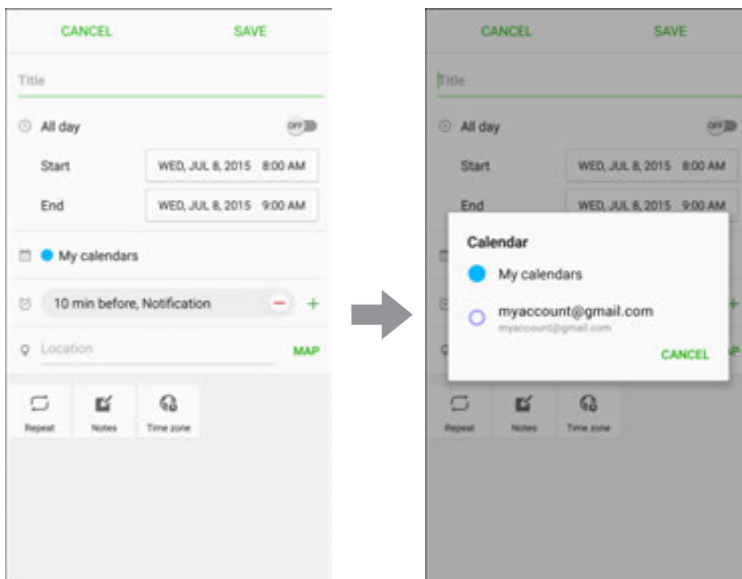 CANCEL SAVE
Title
All day OFF
Start WED, JUL 8, 2015 8:00 AM
End WED, JUL 8, 2015 9:00 AM
My calendars
10 min before, Notification
Location MAP
Repeat Notes Time zone
CANCEL SAVE
Title
All day OFF
Start WED, JUL 8, 2015 8:00 AM
End WED, JUL 8, 2015 9:00 AM
Calendar
My calendars
myaccount@gmail.com
myaccount@gmail.com
CANCEL
Repeat Notes Time zone